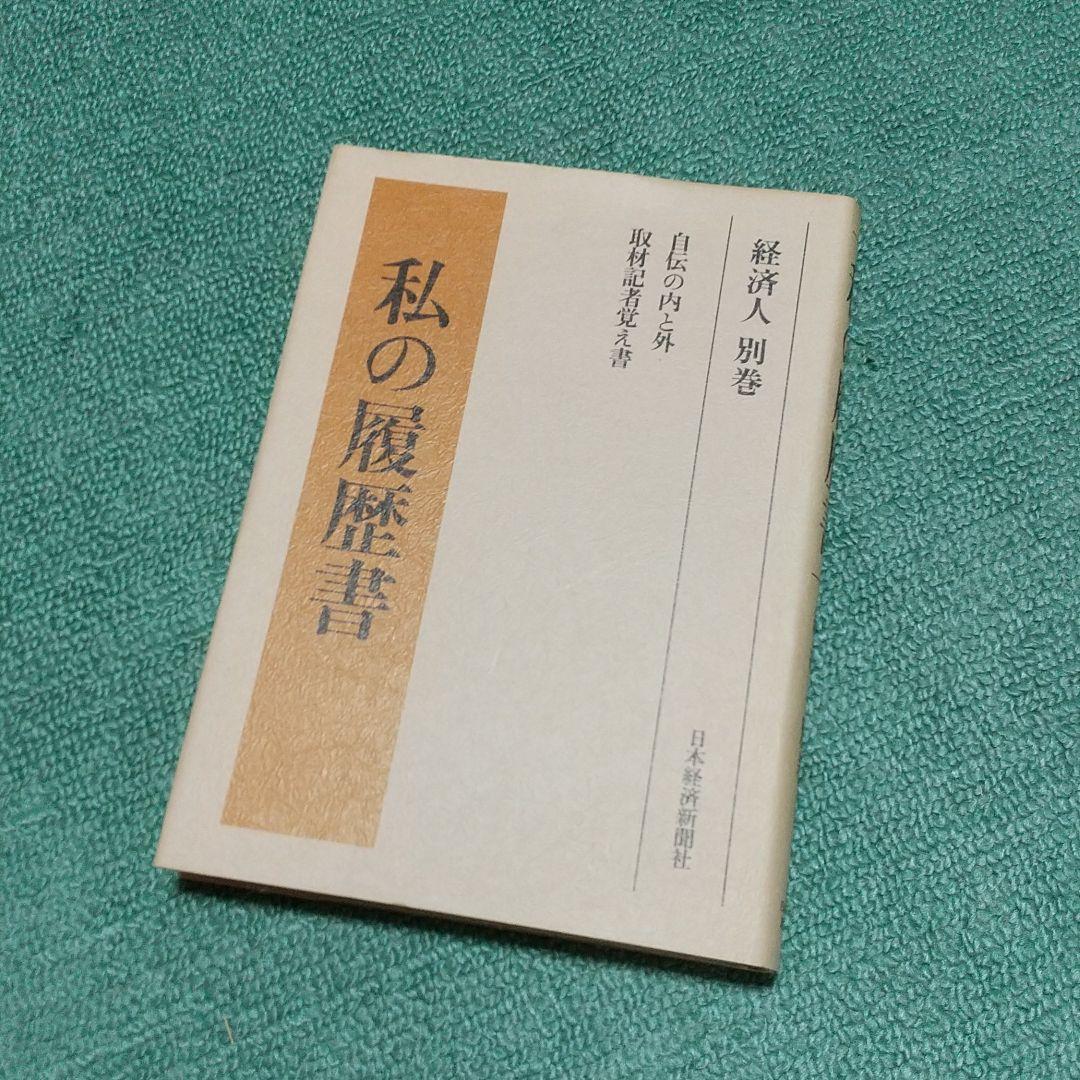 経済人 別巻
自伝の内と外
取材記者覚え書
日本経済新聞社
私の履歴書